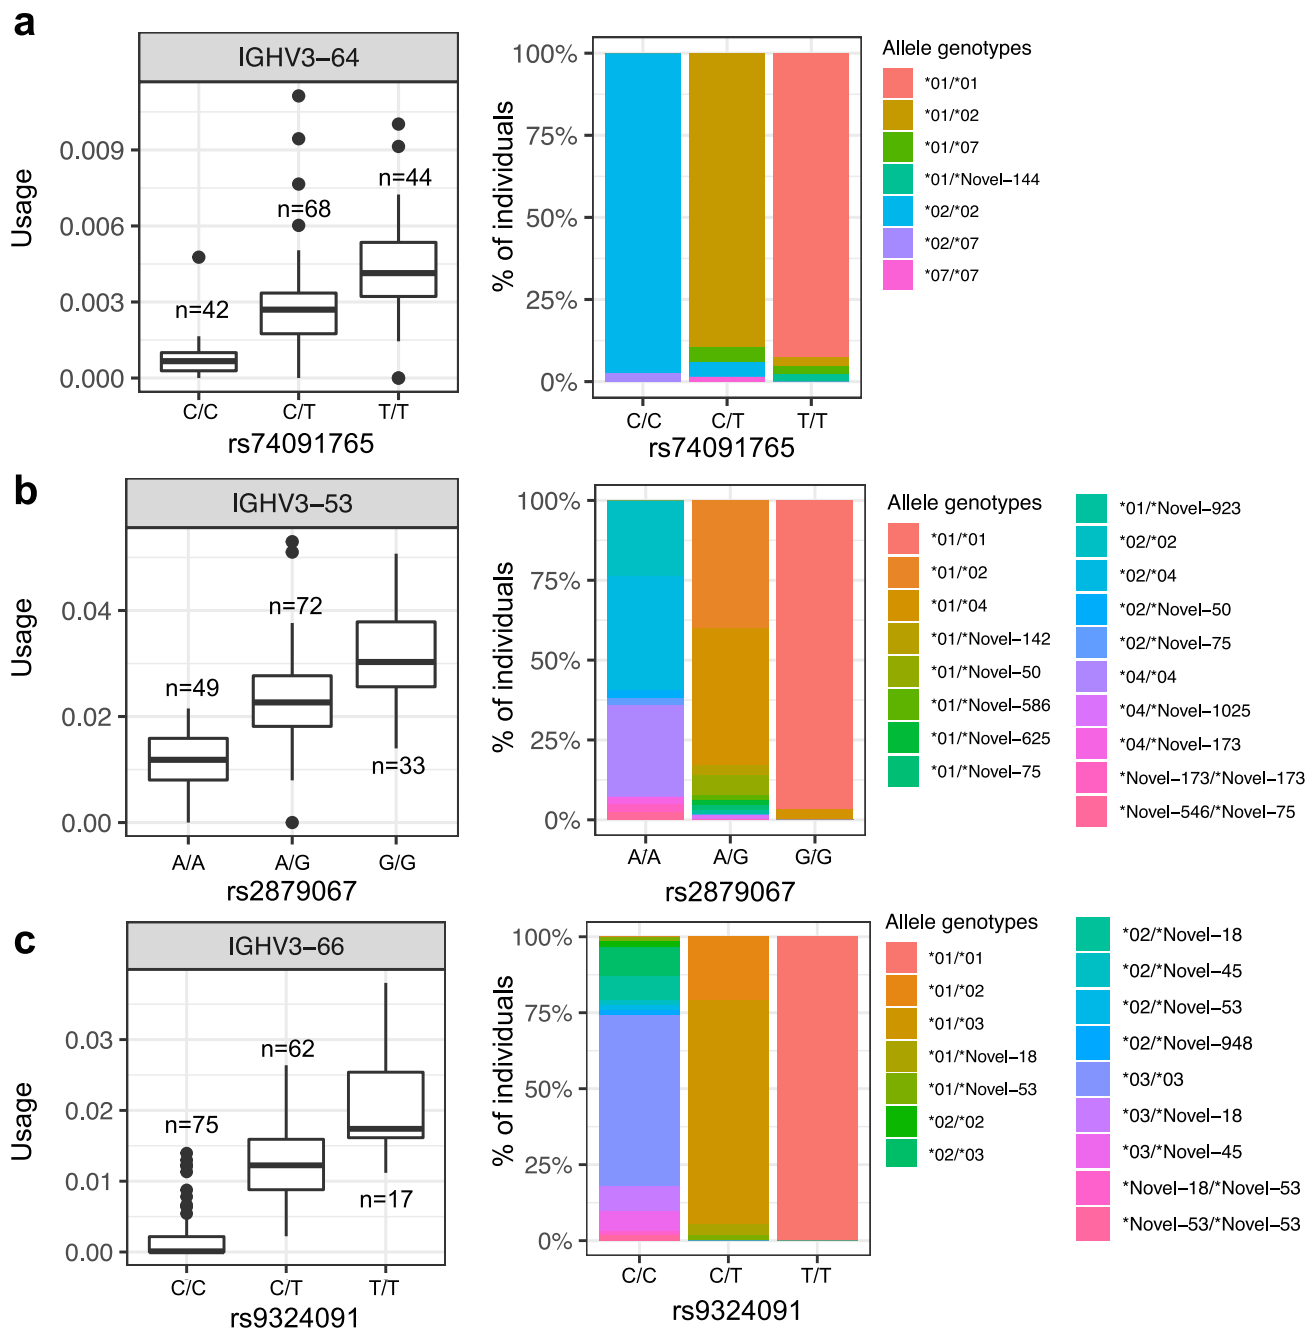 a
IGHV3−64
Usage
0.009
0.006
0.003
0.000
n=42
n=68
n=44
C/C
C/T
T/T
rs74091765
% of individuals
100%
75%
50%
25%
0%
C/C
C/T
T/T
rs74091765
Allele genotypes
*01/*01
*01/*02
*01/*07
*01/*Novel−144
*02/*02
*02/*07
*07/*07
b
IGHV3−53
Usage
0.04
0.02
0.00
n=49
n=72
n=33
A/A
A/G
G/G
rs2879067
% of individuals
100%
75%
50%
25%
0%
A/A
A/G
G/G
rs2879067
Allele genotypes
*01/*01
*01/*02
*01/*04
*01/*Novel−142
*01/*Novel−50
*01/*Novel−586
*01/*Novel−625
*01/*Novel−75
*01/*Novel−923
*02/*02
*02/*04
*02/*Novel−50
*02/*Novel−75
*04/*04
*04/*Novel−1025
*04/*Novel−173
*Novel−173/*Novel−173
*Novel−546/*Novel−75
c
IGHV3−66
Usage
0.03
0.02
0.01
0.00
n=75
n=62
n=17
C/C
C/T
T/T
rs9324091
% of individuals
100%
75%
50%
25%
0%
C/C
C/T
T/T
rs9324091
Allele genotypes
*01/*01
*01/*02
*01/*03
*01/*Novel−18
*01/*Novel−53
*02/*02
*02/*03
*02/*Novel−18
*02/*Novel−45
*02/*Novel−53
*02/*Novel−948
*03/*03
*03/*Novel−18
*03/*Novel−45
*Novel−18/*Novel−53
*Novel−53/*Novel−53